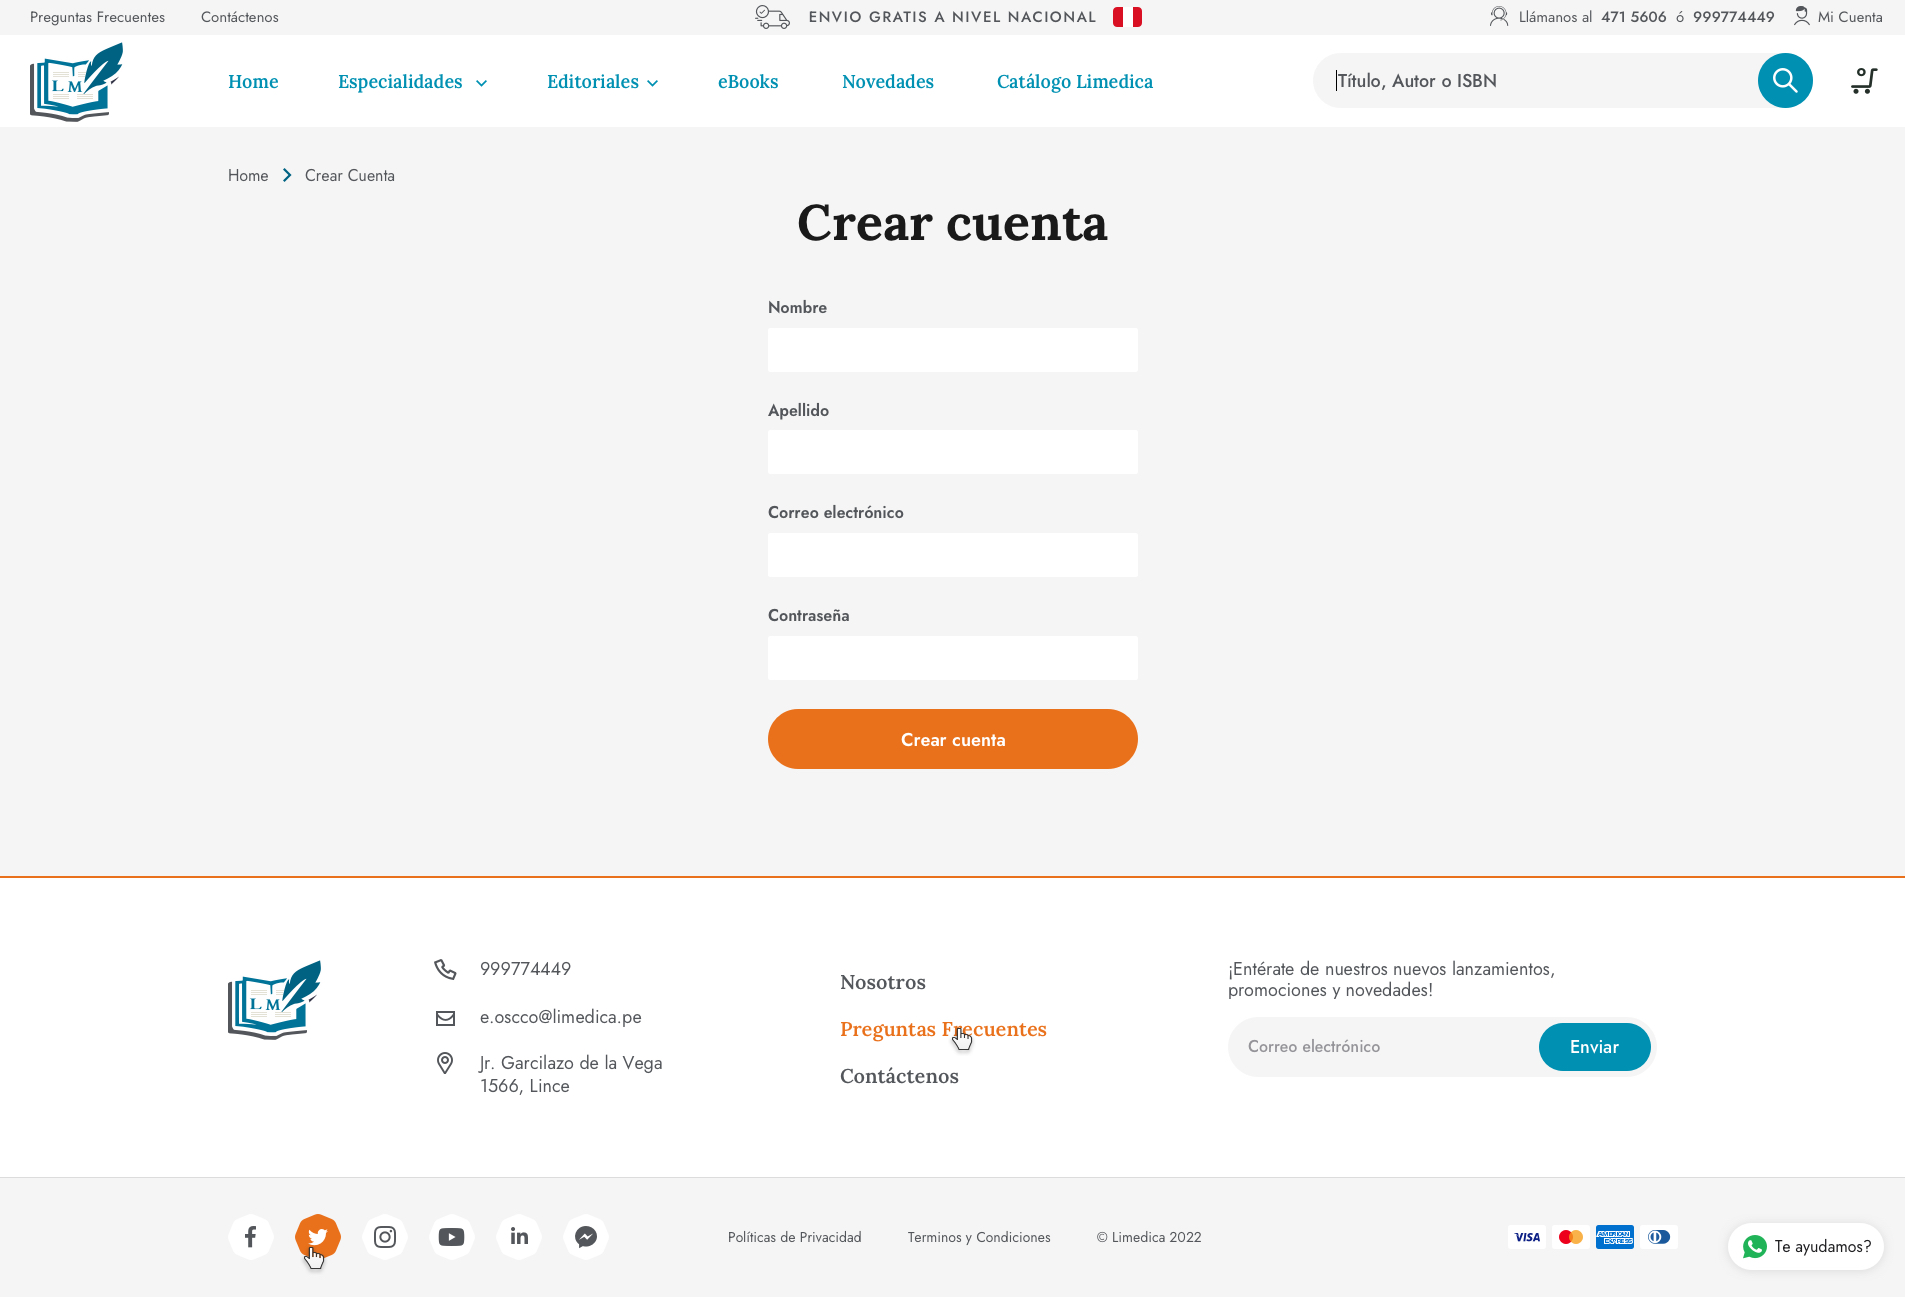 Preguntas Frecuentes
Contáctenos
ENVIO GRATIS A NIVEL NACIONAL
Llámanos al 471 5606 ó 999774449
Mi Cuenta
L M
Home
Especialidades
Editoriales
eBooks
Novedades
Catálogo Limedica
Título, Autor o ISBN
Home
Crear Cuenta
Crear cuenta
Nombre
Apellido
Correo electrónico
Contraseña
Crear cuenta
L M
999774449
e.oscco@limedica.pe
Jr. Garcilazo de la Vega
1566, Lince
Nosotros
Preguntas Frecuentes
Contáctenos
¡Entérate de nuestros nuevos lanzamientos,
promociones y novedades!
Correo electrónico
Enviar
in
Políticas de Privacidad
Terminos y Condiciones
© Limedica 2022
VISA
AMERICAN
EXPRESS
Te ayudamos?